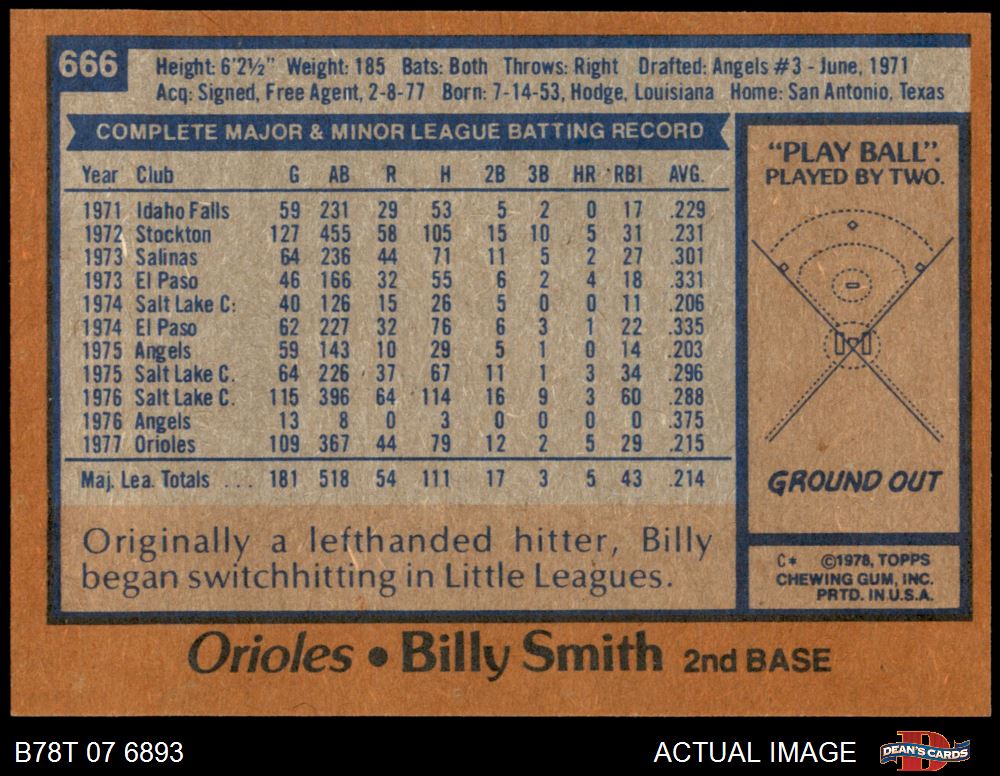 666
Height: 6'2½" Weight: 185 Bats: Both Throws: Right Drafted: Angels #3 - June, 1971
Acq: Signed, Free Agent, 2-8-77 Born: 7-14-53, Hodge, Louisiana Home: San Antonio, Texas
COMPLETE MAJOR & MINOR LEAGUE BATTING RECORD
Year Club G AB R H 2B 3B HR RBI AVG.
1971 Idaho Falls 59 231 29 53 5 2 0 17 .229
1972 Stockton 127 455 58 105 15 10 5 31 .231
1973 Salinas 64 236 44 71 11 5 2 27 .301
1973 El Paso 46 166 32 55 6 2 4 18 .331
1974 Salt Lake C: 40 126 15 26 5 0 0 11 .206
1974 El Paso 62 227 32 76 6 3 1 22 .335
1975 Angels 59 143 10 29 5 1 0 14 .203
1975 Salt Lake C. 64 226 37 67 11 1 3 34 .296
1976 Salt Lake C. 115 396 64 114 16 9 3 60 .288
1976 Angels 13 8 0 3 0 0 0 0 .375
1977 Orioles 109 367 44 79 12 2 5 29 .215
Maj. Lea. Totals ... 181 518 54 111 17 3 5 43 .214
Originally a lefthanded hitter, Billy
began switchhitting in Little Leagues.
"PLAY BALL".
PLAYED BY TWO.
GROUND OUT
C* ©1978, TOPPS
CHEWING GUM, INC.
PRTD. IN U.S.A.
Orioles • Billy Smith 2nd BASE
B78T 07 6893
ACTUAL IMAGE
D
DEAN'S CARDS